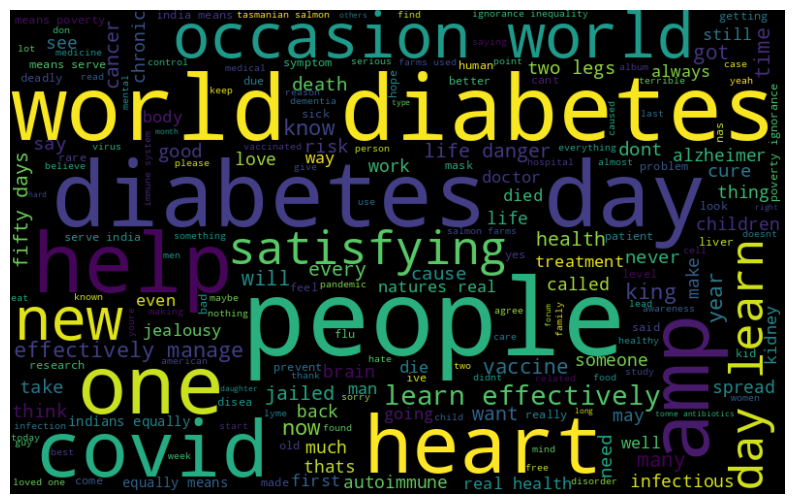 means poverty
india means
tasmanian salmon
others
find
ignorance inequality
getting
don
occasion world
lot
medicine
see
cancer
chronic
control
symptom
serious
farms used
saying
point
album
still
got
time
case
yeah
means serve
deadly
read
mental
medical
due
death
human
better
two legs
cant
always
terrible
world diabetes
keep
reason
dementia
sick
hope
type
caused
last
nas
body
know
risk
life danger
dont
alzheimer
say
virus
month
vaccinated
person
everything
almost
problem
cure
rare
good
please
love
way
work
mask
doctor
hospital
thing
poverty ignorance
believe
immune system
give
diabetes day
fifty days
hard
use
died
life
look
children
right
serve india
something
men
salmon farms
yes
health
patient
cell
doesnt
liver
help
satisfying
every
cause
will
feel
pandemic
natures real
treatment
never
level
called
king
make
year
lead
awareness
kidney
day learn
eat
known
making
bad
maybe
nothing
new
even
youre
jealousy
flu
people
agree
care
forum
family
said
healthy
kid
effectively manage
hate
two
die
vaccine
someone
research
american
brain
prevent
thank
ive
didnt
related
food
study
women
spread
take
one
daughter
disea
jailed
man
learn effectively
amp
think
indians equally
lyme
sorry
back
going
child
want
really
may
tome antibiotics
infection
today
start
now
found
long
guy
covid
old
much
heart
mind
need
well
many
best
week
thats
free
disorder
loved one
come
equally means
made
first
autoimmune
real health
infectious